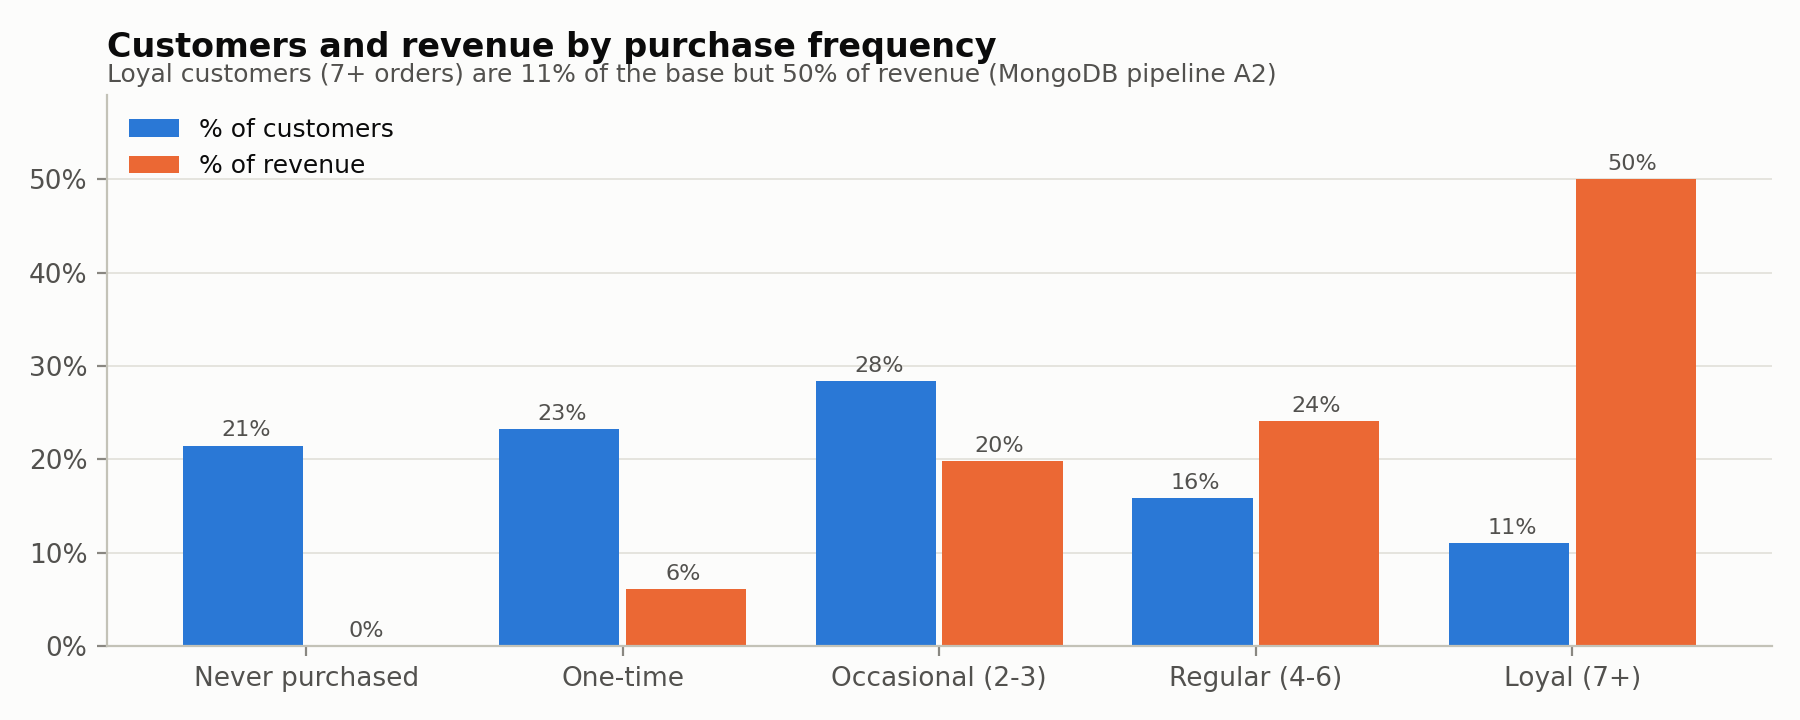 Customers and revenue by purchase frequency
Loyal customers (7+ orders) are 11% of the base but 50% of revenue (MongoDB pipeline A2)
% of customers
% of revenue
50%
40%
30%
20%
10%
0%
21%
0%
23%
6%
28%
20%
16%
24%
11%
50%
Never purchased
One-time
Occasional (2-3)
Regular (4-6)
Loyal (7+)